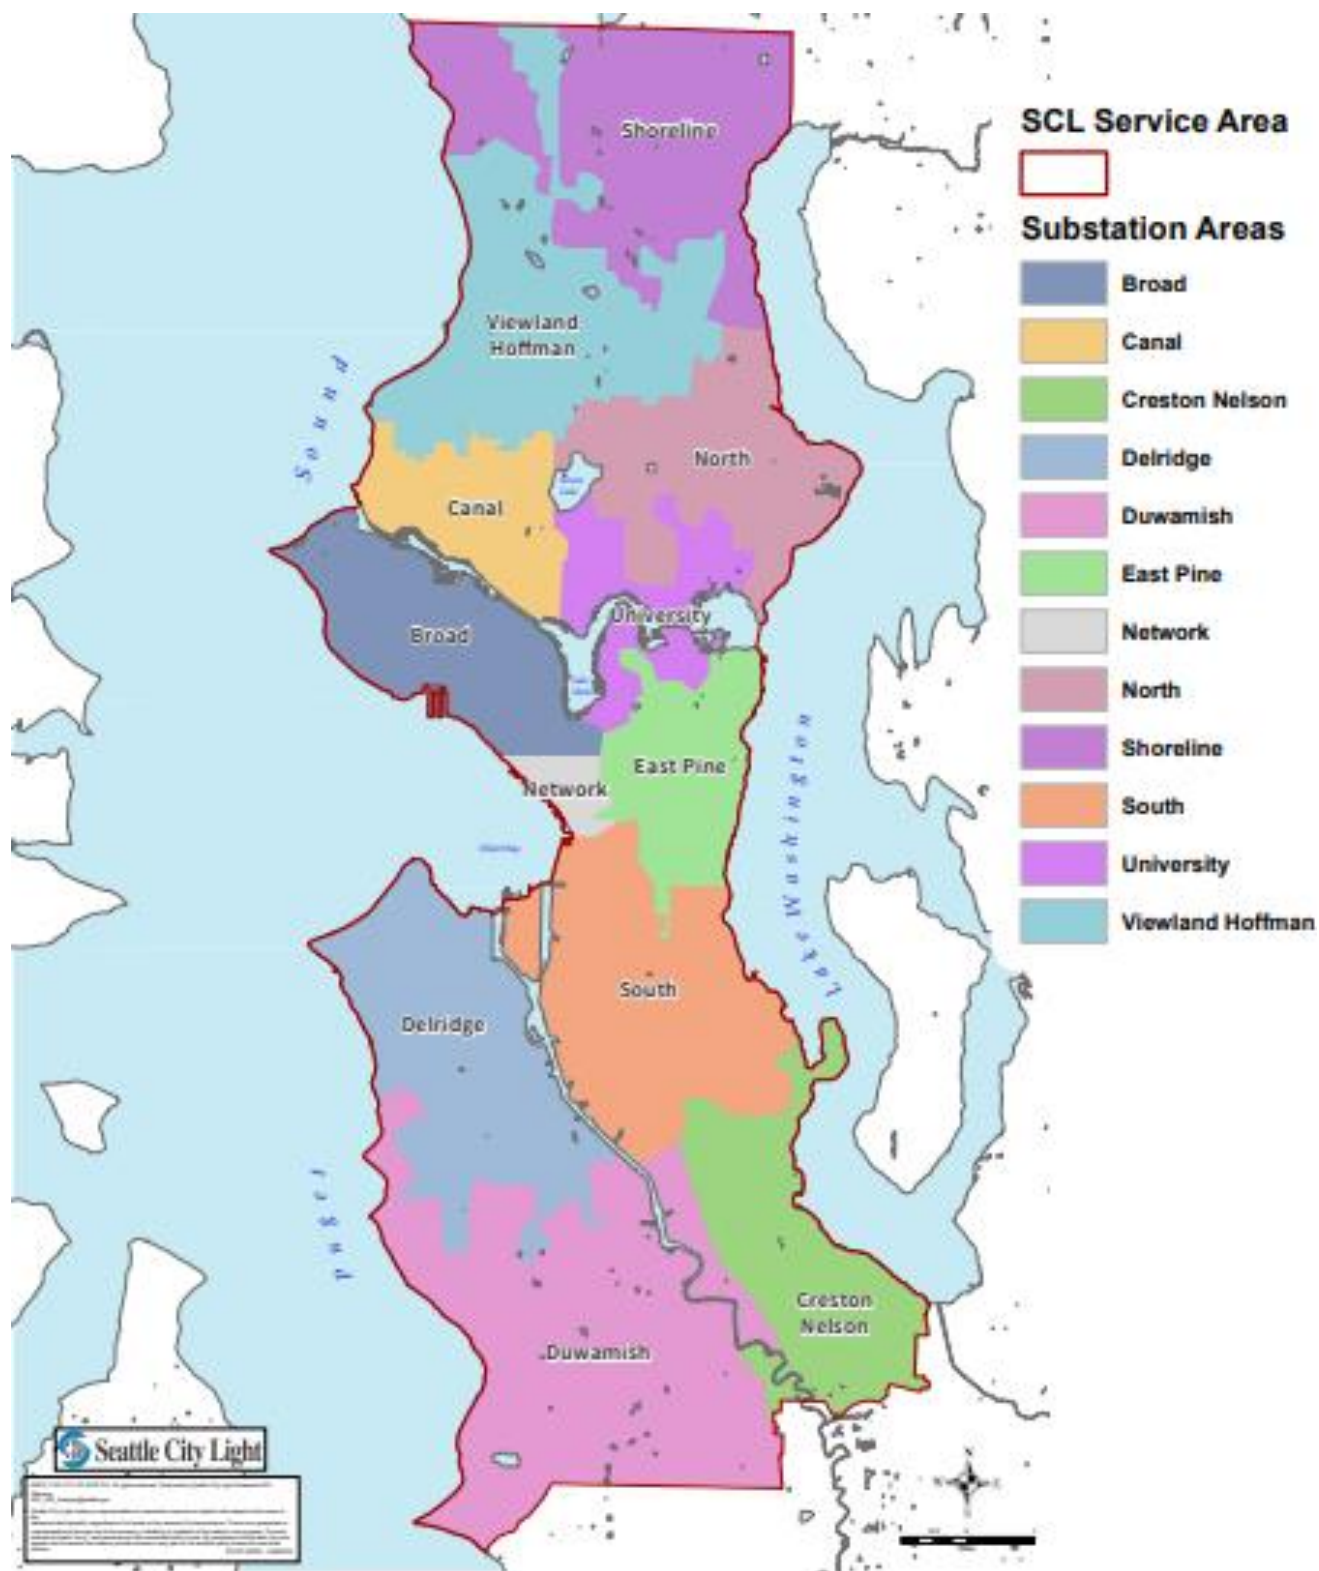 SCL Service Area
Substation Areas
Broad
Canal
Creston Nelson
Delridge
Duwamish
East Pine
Network
North
Shoreline
South
University
Viewland Hoffman
Shoreline
Viewland
Hoffman
North
Canal
University
Broad
East Pine
Network
South
Delridge
Creston
Nelson
Duwamish
Puget
Sound
Lake Washington
Seattle City Light